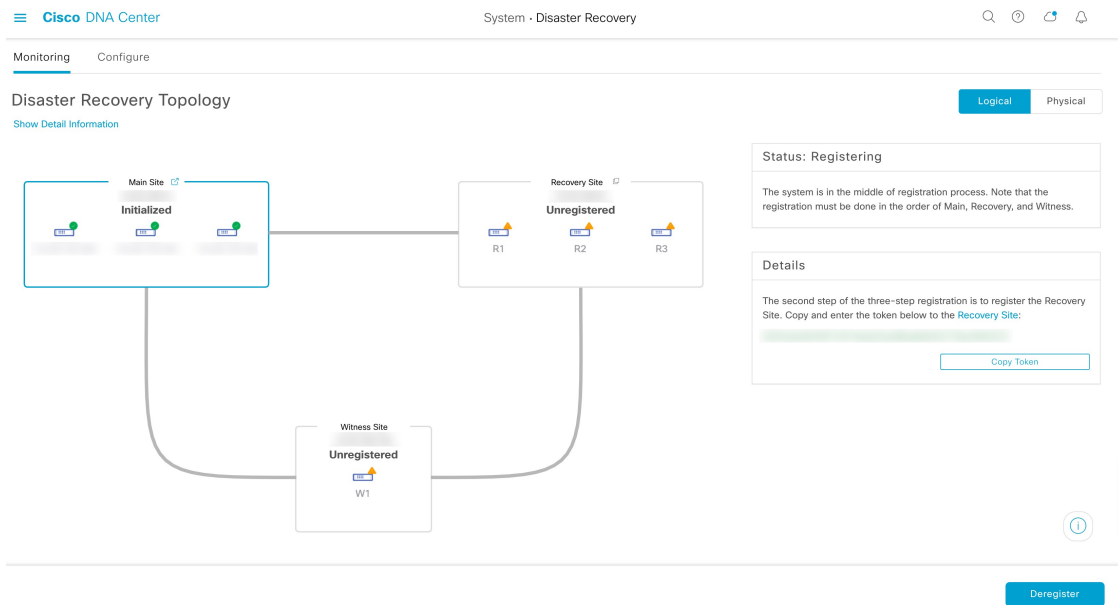 Cisco DNA Center
System · Disaster Recovery
Monitoring Configure
Disaster Recovery Topology
Logical Physical
Show Detail Information
Main Site
Initialized
Recovery Site
Unregistered
R1 R2 R3
Witness Site
Unregistered
W1
Status: Registering
The system is in the middle of registration process. Note that the
registration must be done in the order of Main, Recovery, and Witness.
Details
The second step of the three-step registration is to register the Recovery
Site. Copy and enter the token below to the Recovery Site:
Copy Token
Deregister